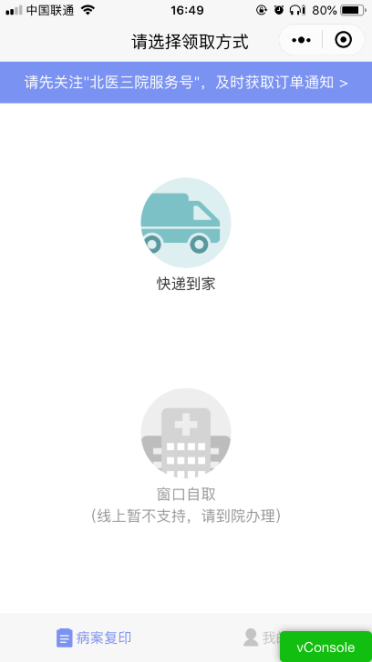 中国联通
16:49
80%
请选择领取方式
请先关注"北医三院服务号"，及时获取订单通知 >
快递到家
窗口自取
(线上暂不支持，请到院办理)
病案复印
我的
vConsole